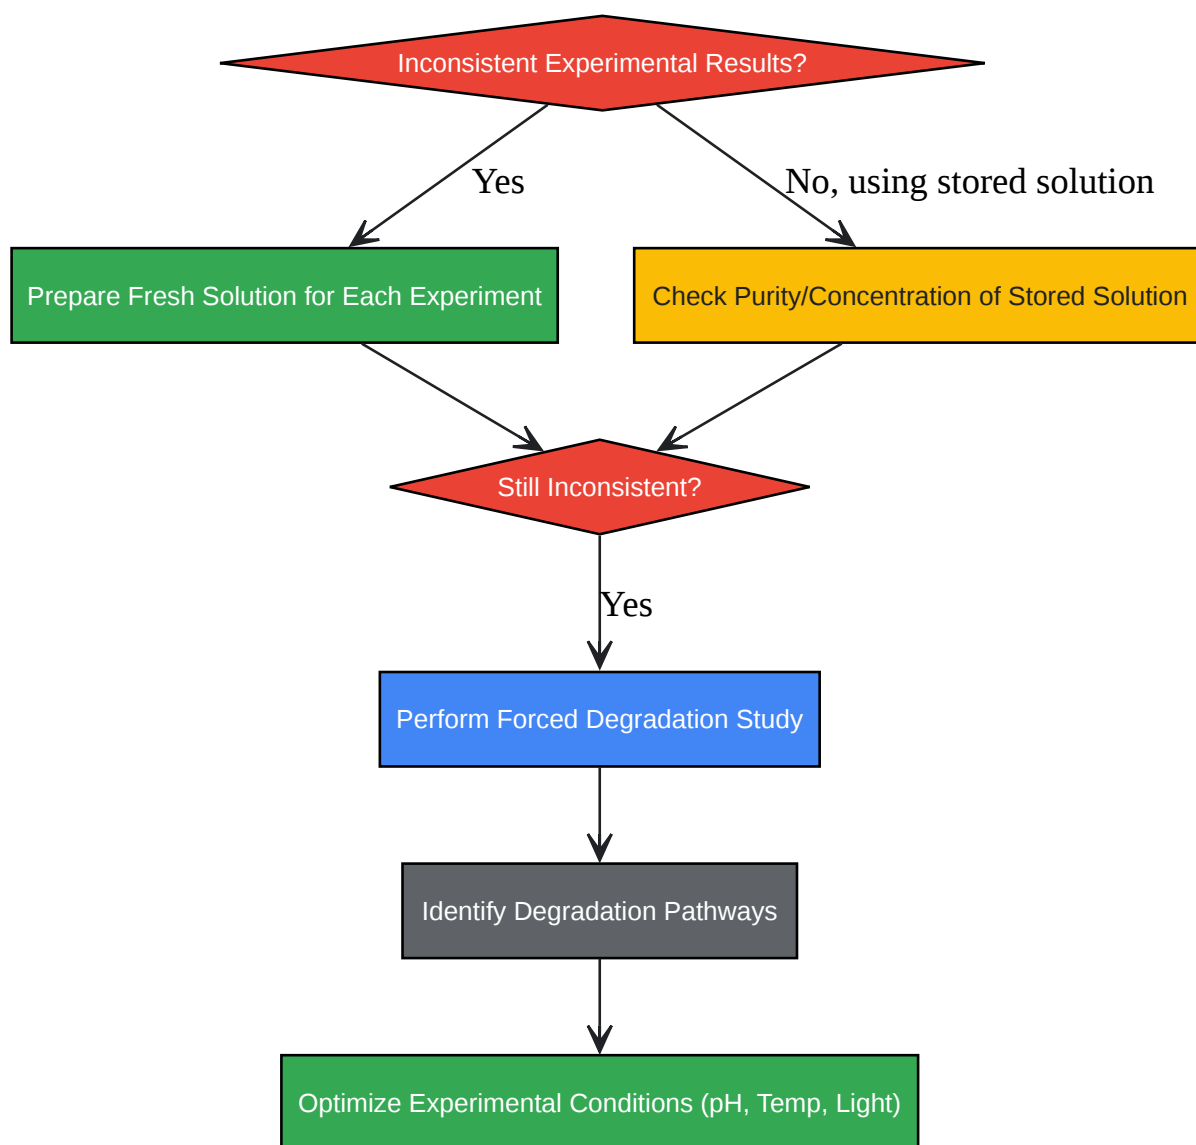 Inconsistent Experimental Results?
Yes
No, using stored solution
Prepare Fresh Solution for Each Experiment
Check Purity/Concentration of Stored Solution
Still Inconsistent?
Yes
Perform Forced Degradation Study
Identify Degradation Pathways
Optimize Experimental Conditions (pH, Temp, Light)